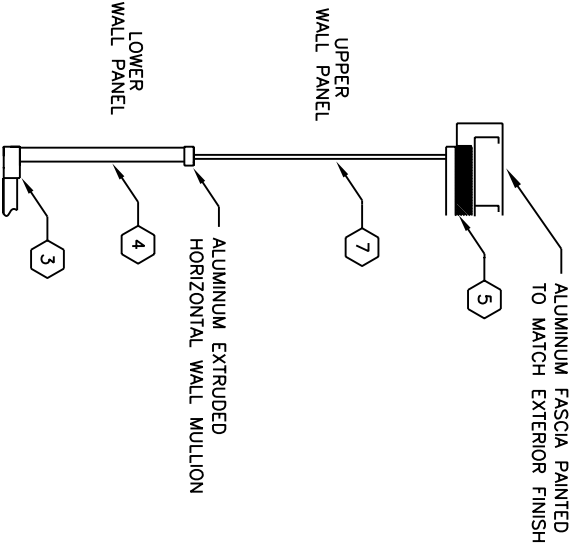 ALUMINUM FASCIA PAINTED
TO MATCH EXTERIOR FINISH
5
UPPER
WALL PANEL
7
ALUMINUM EXTRUDED
HORIZONTAL WALL MULLION
LOWER
WALL PANEL
4
3